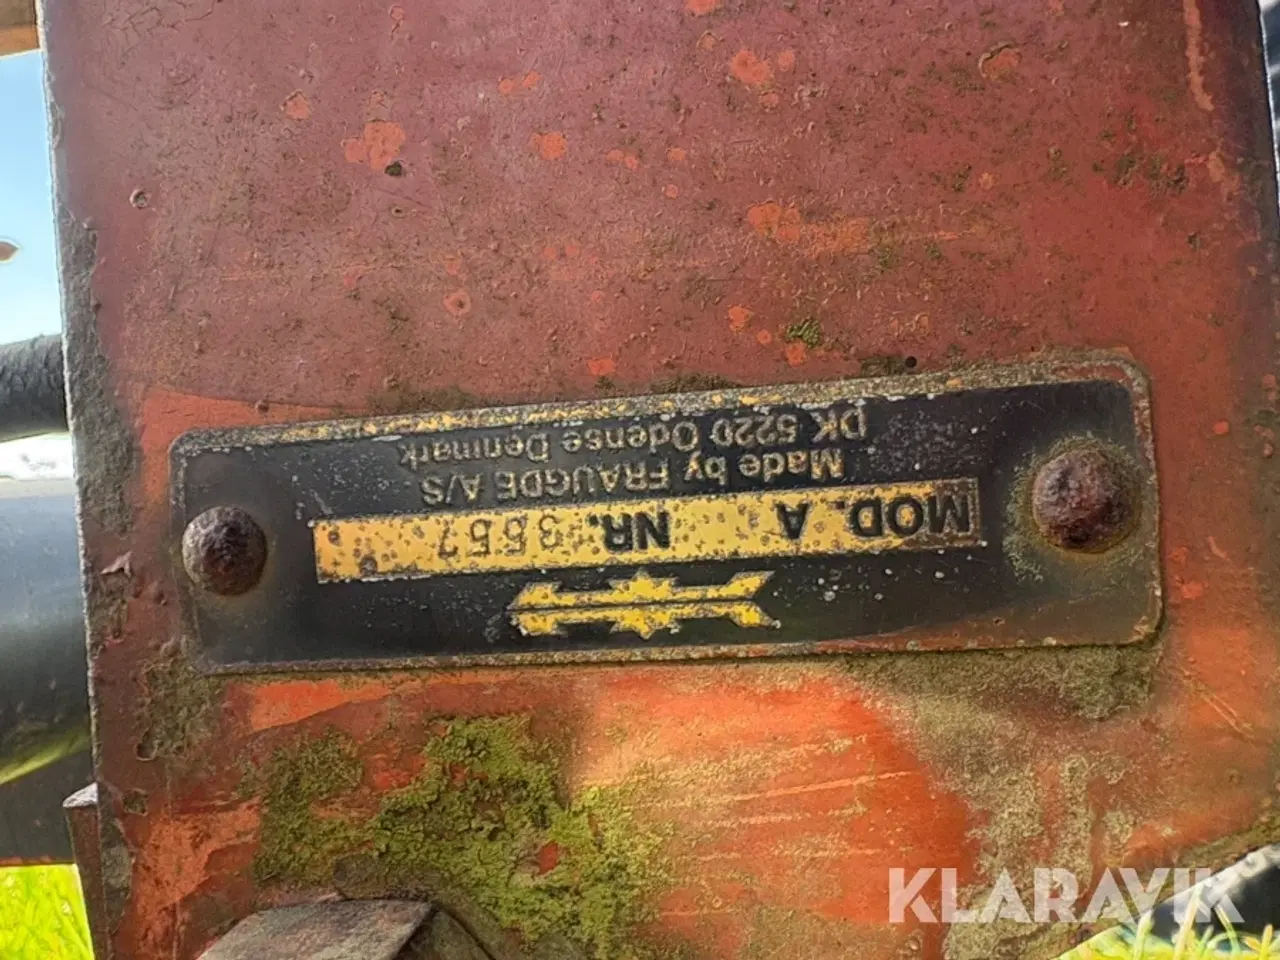 MOD. A NR. 3557
Made by FRAUGDE A/S
DK 5220 Odense Denmark
KLARAVIK